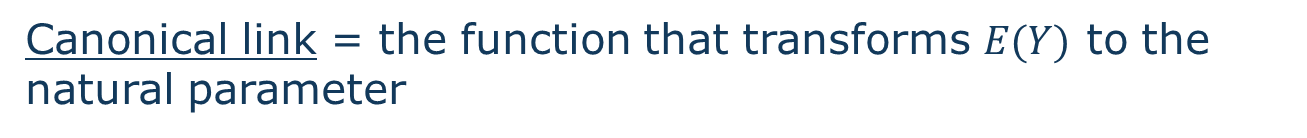 Canonical link = the function that transforms E(Y) to the
natural parameter